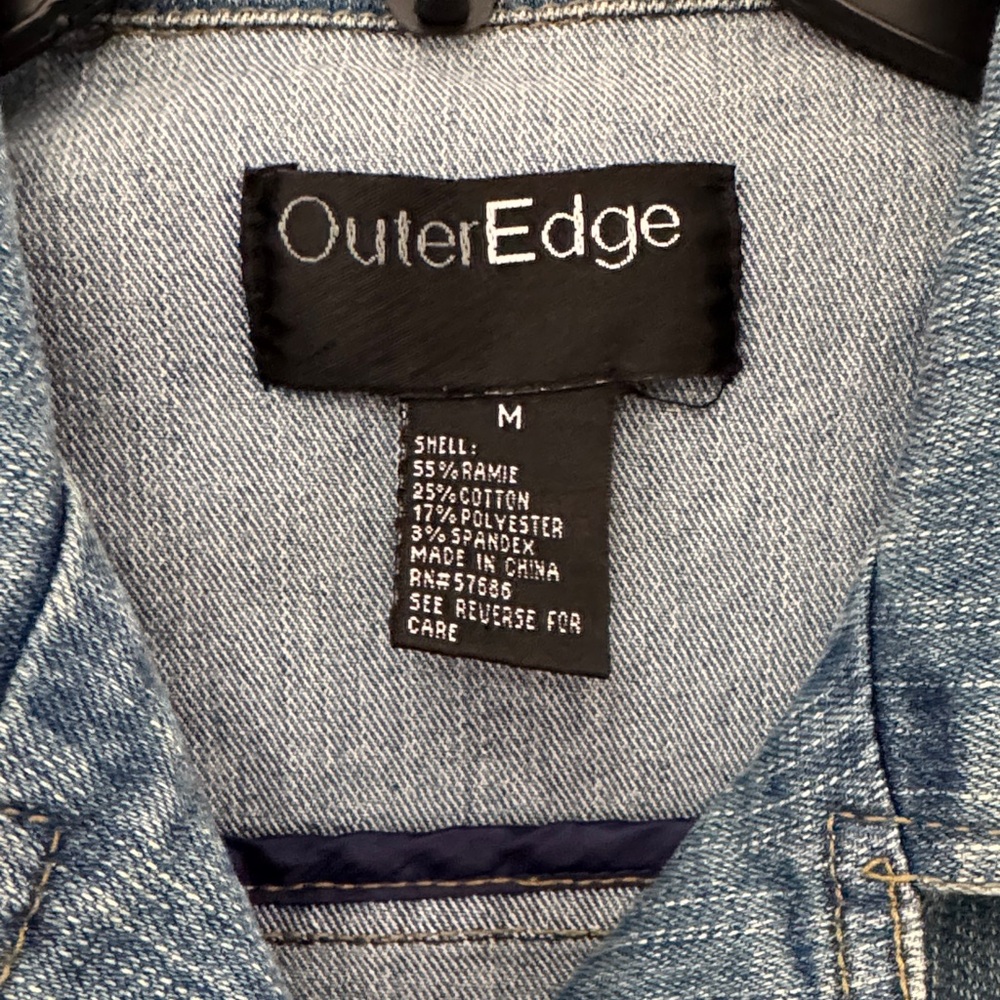 OuterEdge
M
SHELL:
55% RAMIE
25% COTTON
17% POLYESTER
3% SPANDEX
MADE IN CHINA
RN#57686
SEE REVERSE FOR
CARE